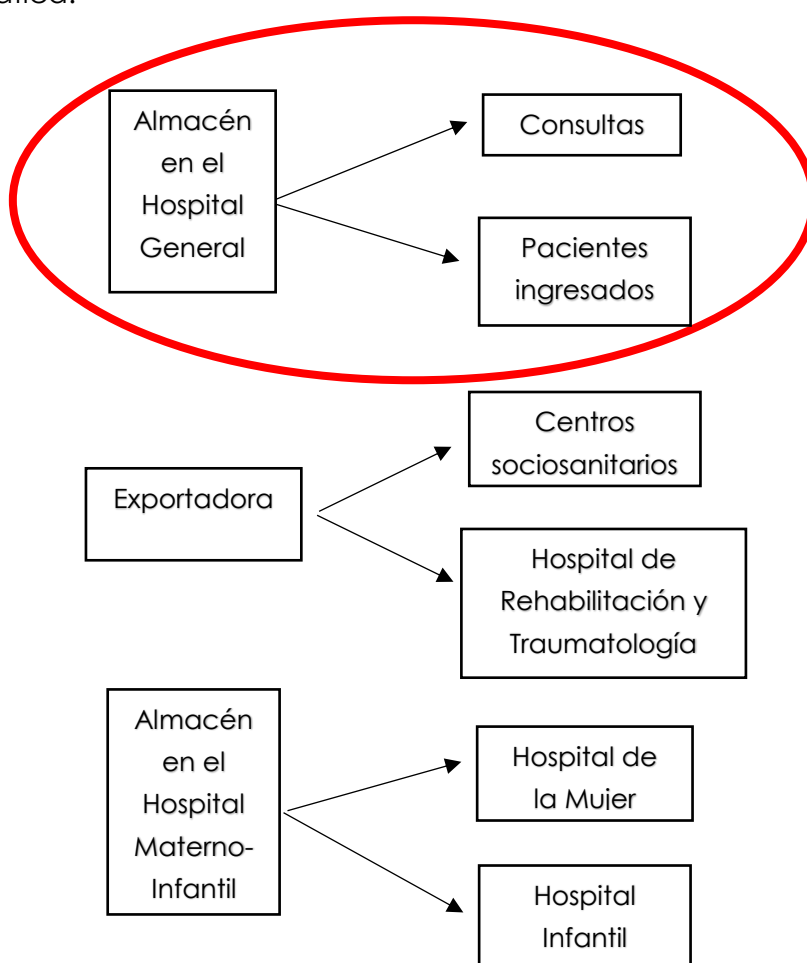 Almacén
en el
Hospital
General
Consultas
Pacientes
ingresados
Exportadora
Centros
sociosanitarios
Hospital de
Rehabilitación y
Traumatología
Almacén
en el
Hospital
Materno-
Infantil
Hospital de
la Mujer
Hospital
Infantil